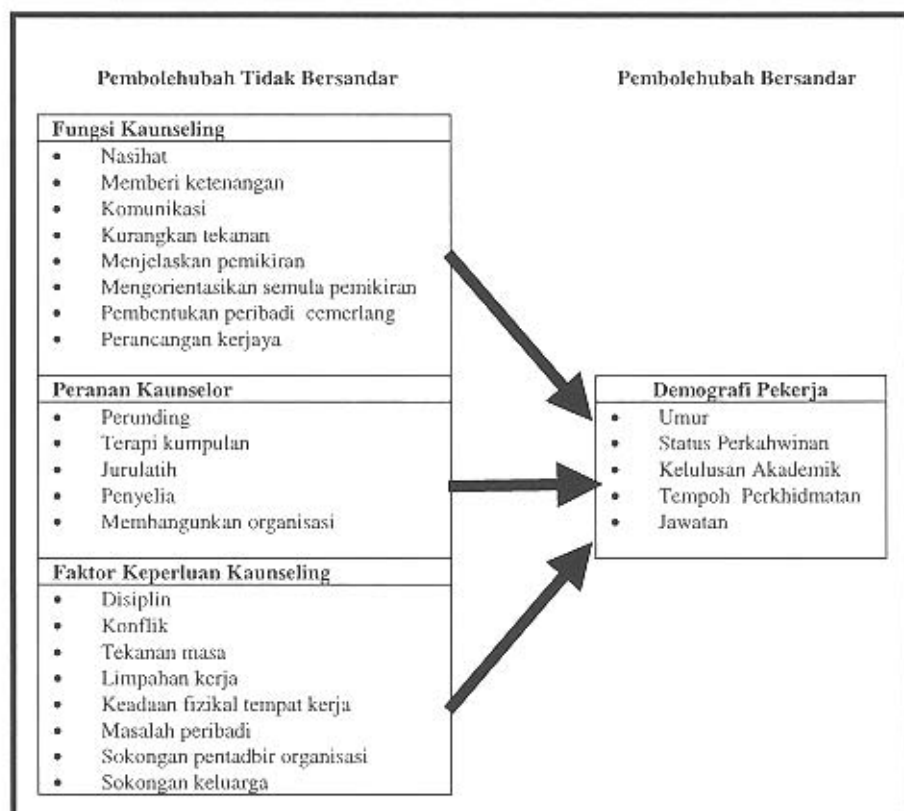 Pembolehubah Tidak Bersandar
Pembolehubah Bersandar
Fungsi Kaunseling
• Nasihat
• Memberi ketenangan
• Komunikasi
• Kurangkan tekanan
• Menjelaskan pemikiran
• Mengorientasikan semula pemikiran
• Pembentukan peribadi cemerlang
• Perancangan kerjaya
Peranan Kaunselor
• Perunding
• Terapi kumpulan
• Jurulatih
• Penyelia
• Membangunkan organisasi
Faktor Keperluan Kaunseling
• Disiplin
• Konflik
• Tekanan masa
• Limpahan kerja
• Keadaan fizikal tempat kerja
• Masalah peribadi
• Sokongan pentadbir organisasi
• Sokongan keluarga
Demografi Pekerja
• Umur
• Status Perkahwinan
• Kelulusan Akademik
• Tempoh Perkhidmatan
• Jawatan